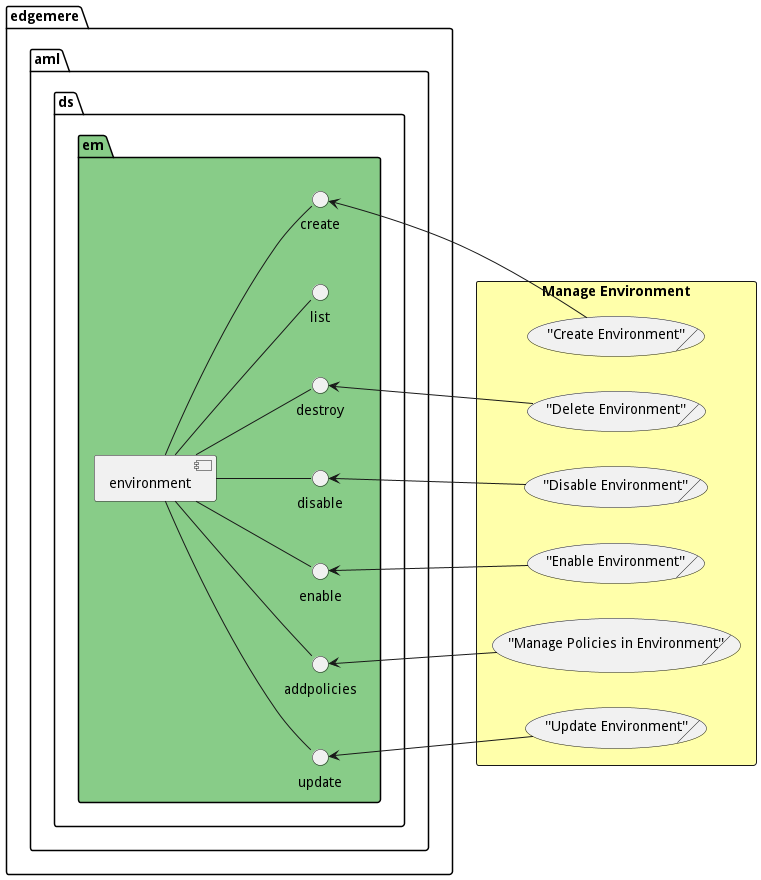 edgemere
aml
ds
em
create
list
destroy
environment
disable
enable
addpolicies
update
Manage Environment
"Create Environment"
"Delete Environment"
"Disable Environment"
"Enable Environment"
"Manage Policies in Environment"
"Update Environment"